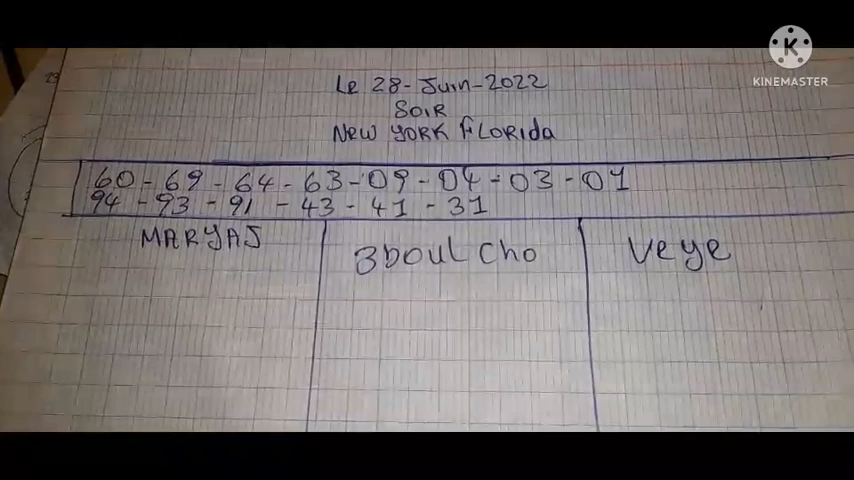 KINEMASTER
Le 28-Juin-2022
SOIR
NEW YORK FLORIDA
60-69-64-63-09-04-03-01
94-93-91-43-41-31
MARYAJ
3boul cho
Veye